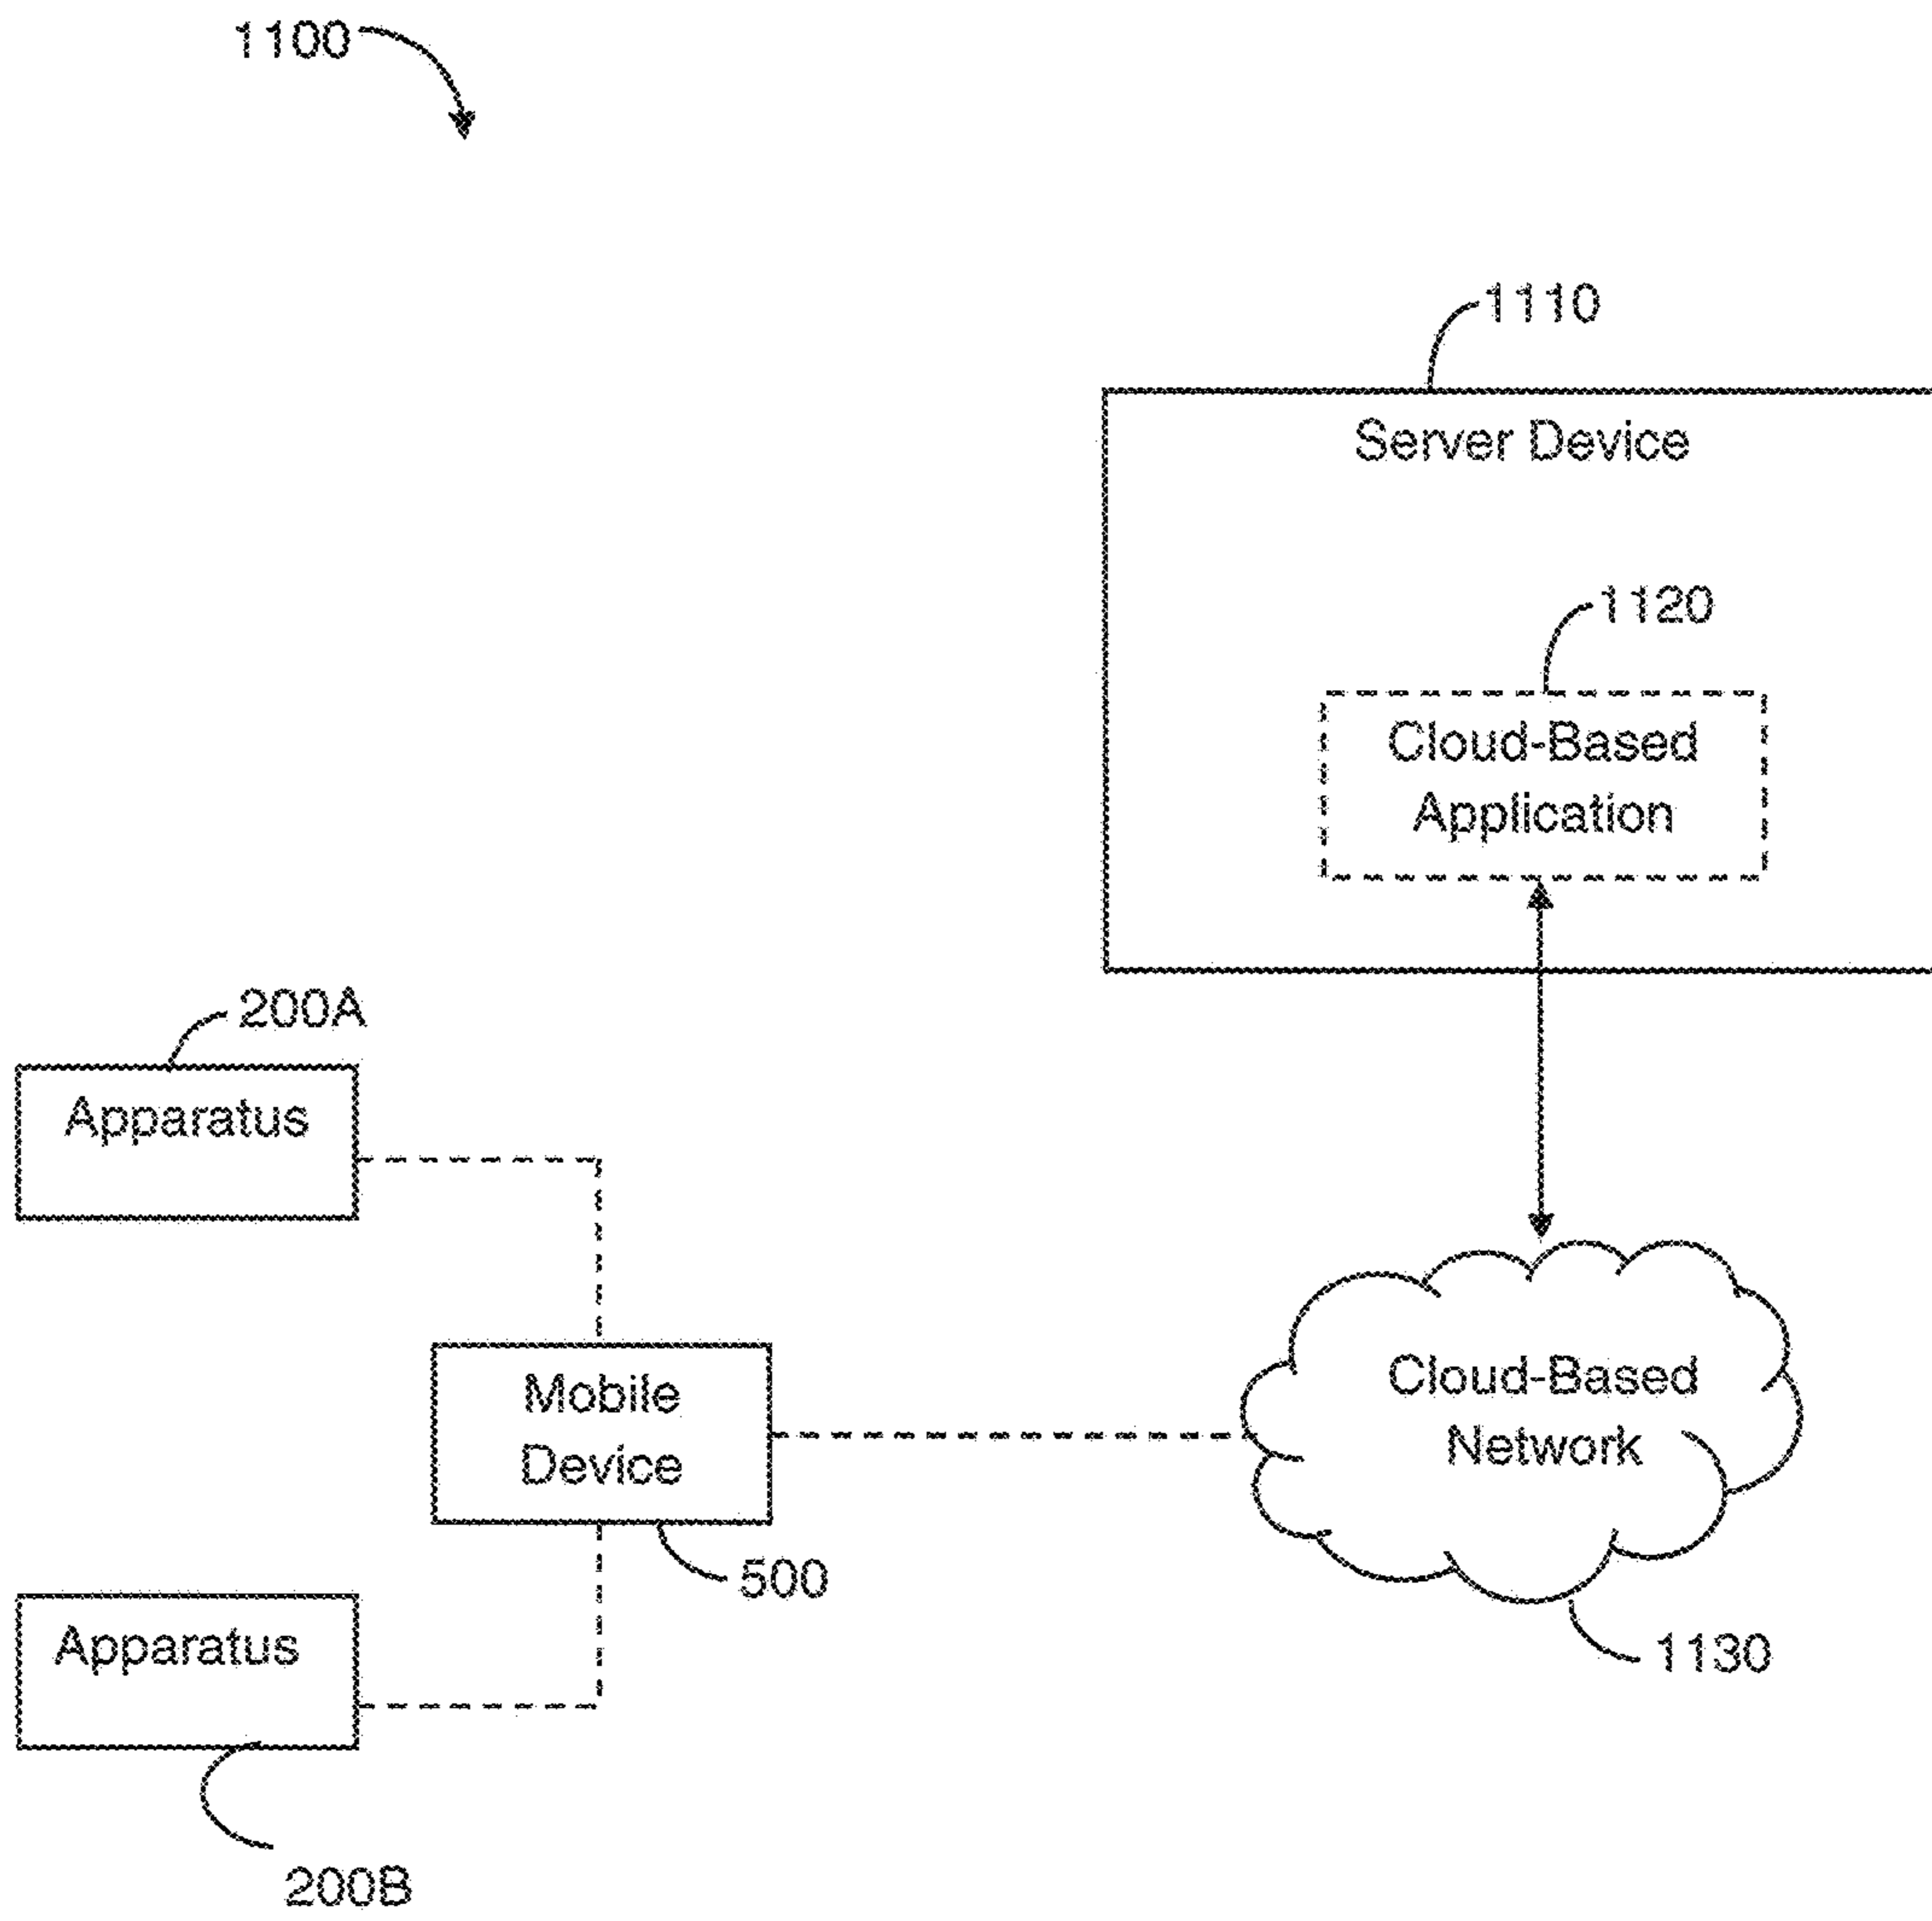 1100
1110
Server Device
1120
Cloud-Based
Application
200A
Apparatus
Mobile
Device
500
Cloud-Based
Network
1130
Apparatus
200B